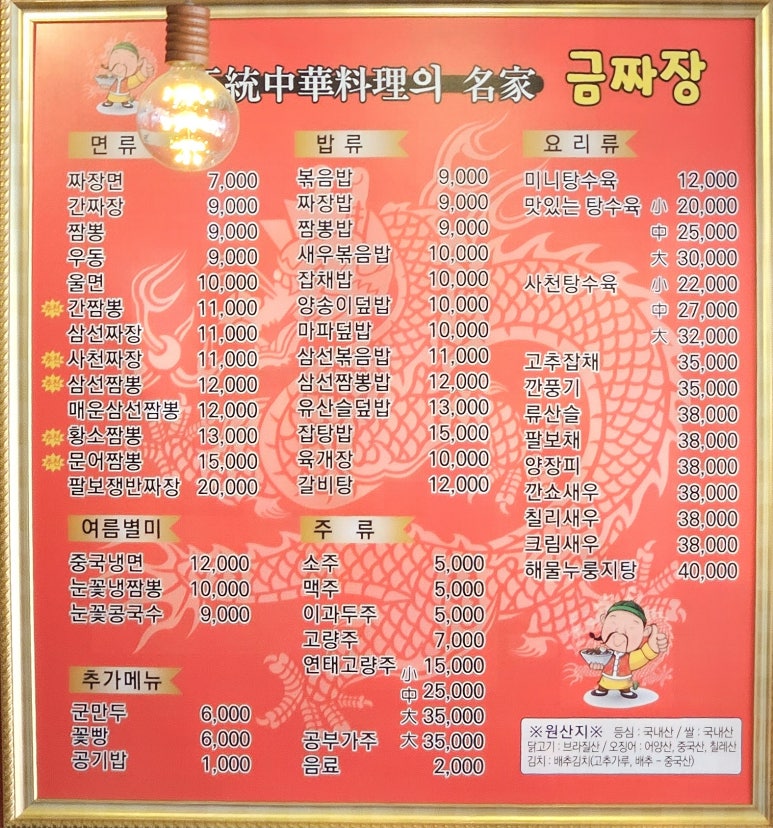 統中華料理의 名家 금짜장
면 류
짜장면 7,000
간짜장 9,000
짬뽕 9,000
우동 9,000
울면 10,000
간짬뽕 11,000
삼선짜장 11,000
사천짜장 11,000
삼선짬뽕 12,000
매운삼선짬뽕 12,000
황소짬뽕 13,000
문어짬뽕 15,000
팔보쟁반짜장 20,000
여름별미
중국냉면 12,000
눈꽃냉짬뽕 10,000
눈꽃콩국수 9,000
추가메뉴
군만두 6,000
꽃빵 6,000
공기밥 1,000
밥 류
볶음밥 9,000
짜장밥 9,000
짬뽕밥 9,000
새우볶음밥 10,000
잡채밥 10,000
양송이덮밥 10,000
마파덮밥 10,000
삼선볶음밥 11,000
삼선짬뽕밥 12,000
유산슬덮밥 13,000
잡탕밥 15,000
육개장 10,000
갈비탕 12,000
주 류
소주 5,000
맥주 5,000
이과두주 5,000
고량주 7,000
연태고량주 小 15,000
中 25,000
大 35,000
공부가주 大 35,000
음료 2,000
요 리 류
미니탕수육 12,000
맛있는 탕수육 小 20,000
中 25,000
大 30,000
사천탕수육 小 22,000
中 27,000
大 32,000
고추잡채 35,000
깐풍기 35,000
류산슬 38,000
팔보채 38,000
양장피 38,000
깐쇼새우 38,000
칠리새우 38,000
크림새우 38,000
해물누룽지탕 40,000
※원산지※ 등심 : 국내산 / 쌀 : 국내산
닭고기 : 브라질산 / 오징어 : 어양산, 중국산, 칠레산
김치 : 배추김치(고추가루, 배추 - 중국산)